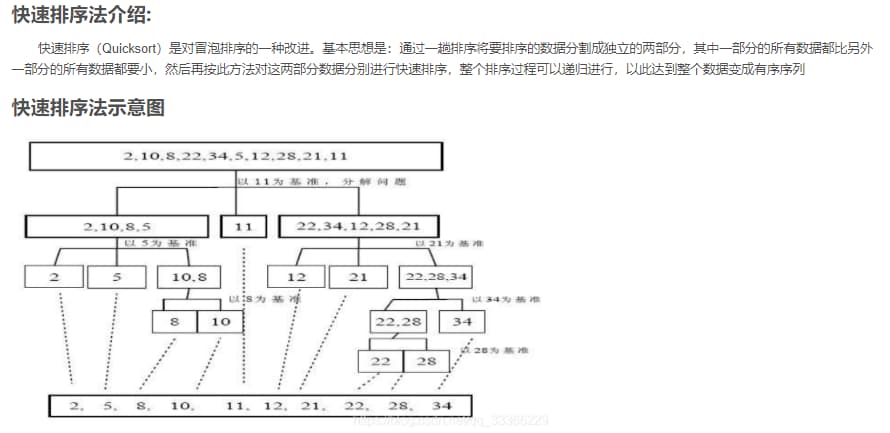 快速排序法介绍:
快速排序（Quicksort）是对冒泡排序的一种改进。基本思想是：通过一趟排序将要排序的数据分割成独立的两部分，其中一部分的所有数据都比另外
一部分的所有数据都要小，然后再按此方法对这两部分数据分别进行快速排序，整个排序过程可以递归进行，以此达到整个数据变成有序序列
快速排序法示意图
2,10,8,22,34,5,12,28,21,11
以11为基准，分解问题
2,10,8,5 11 22,34,12,28,21
以5为基准 以21为基准
2 5 10,8 12 21 22,28,34
以8为基准 以34为基准
8 10 22,28 34
以28为基准
22 28
2, 5, 8, 10, 11, 12, 21, 22, 28, 34